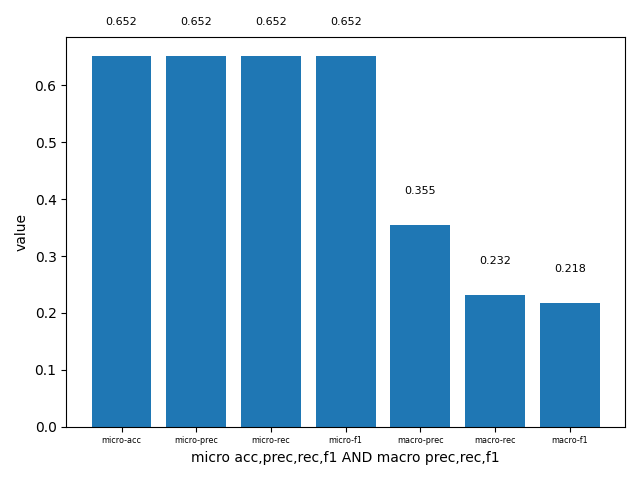 0.652 0.652 0.652 0.652
0.355
0.232
0.218
value
0.6
0.5
0.4
0.3
0.2
0.1
0.0
micro-acc micro-prec micro-rec micro-f1 macro-prec macro-rec macro-f1
micro acc,prec,rec,f1 AND macro prec,rec,f1